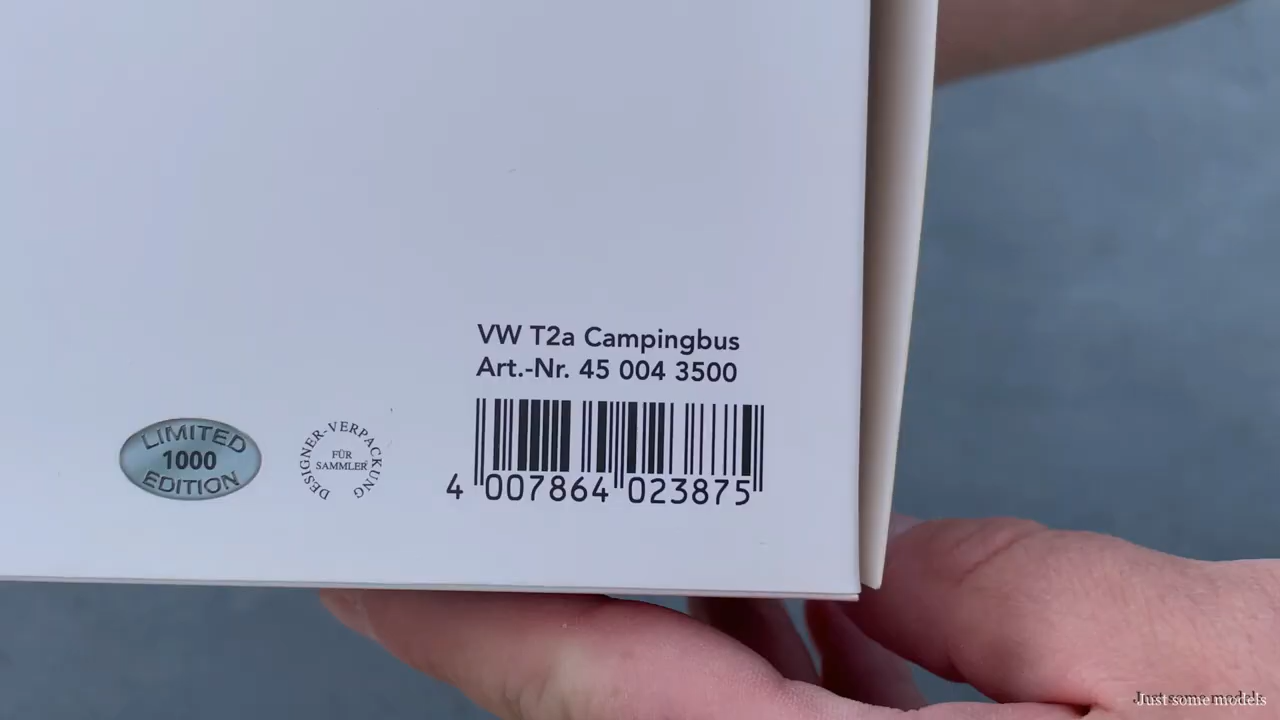 VW T2a Campingbus
Art.-Nr. 45 004 3500
LIMITED
1000
EDITION
DESIGNER-VERPACKUNG
FÜR
SAMMLER
4 007864 023875
Just some models